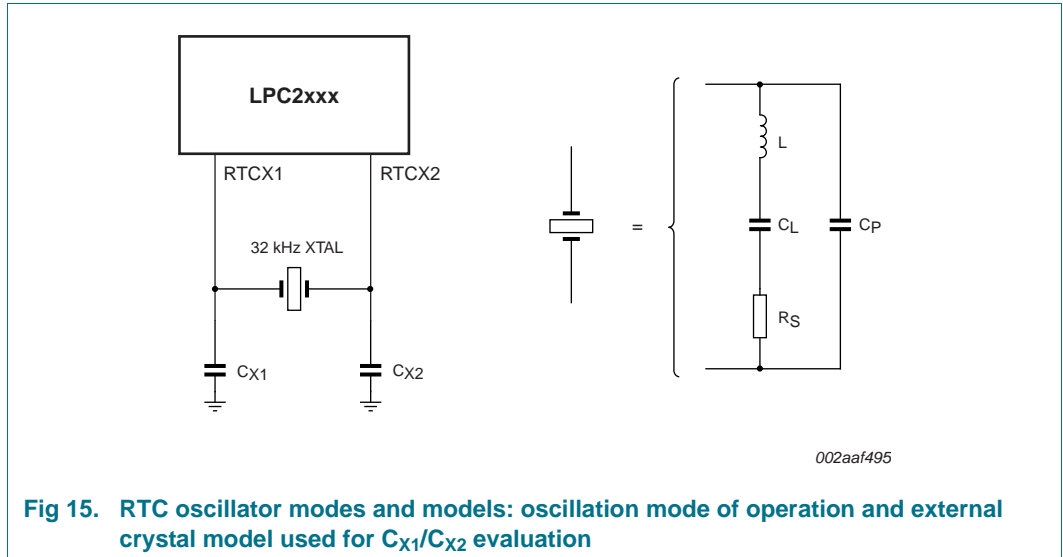 LPC2xxx
RTCX1
RTCX2
32 kHz XTAL
CX1
CX2
=
L
CL
CP
RS
002aaf495
Fig 15. RTC oscillator modes and models: oscillation mode of operation and external
crystal model used for CX1/CX2 evaluation